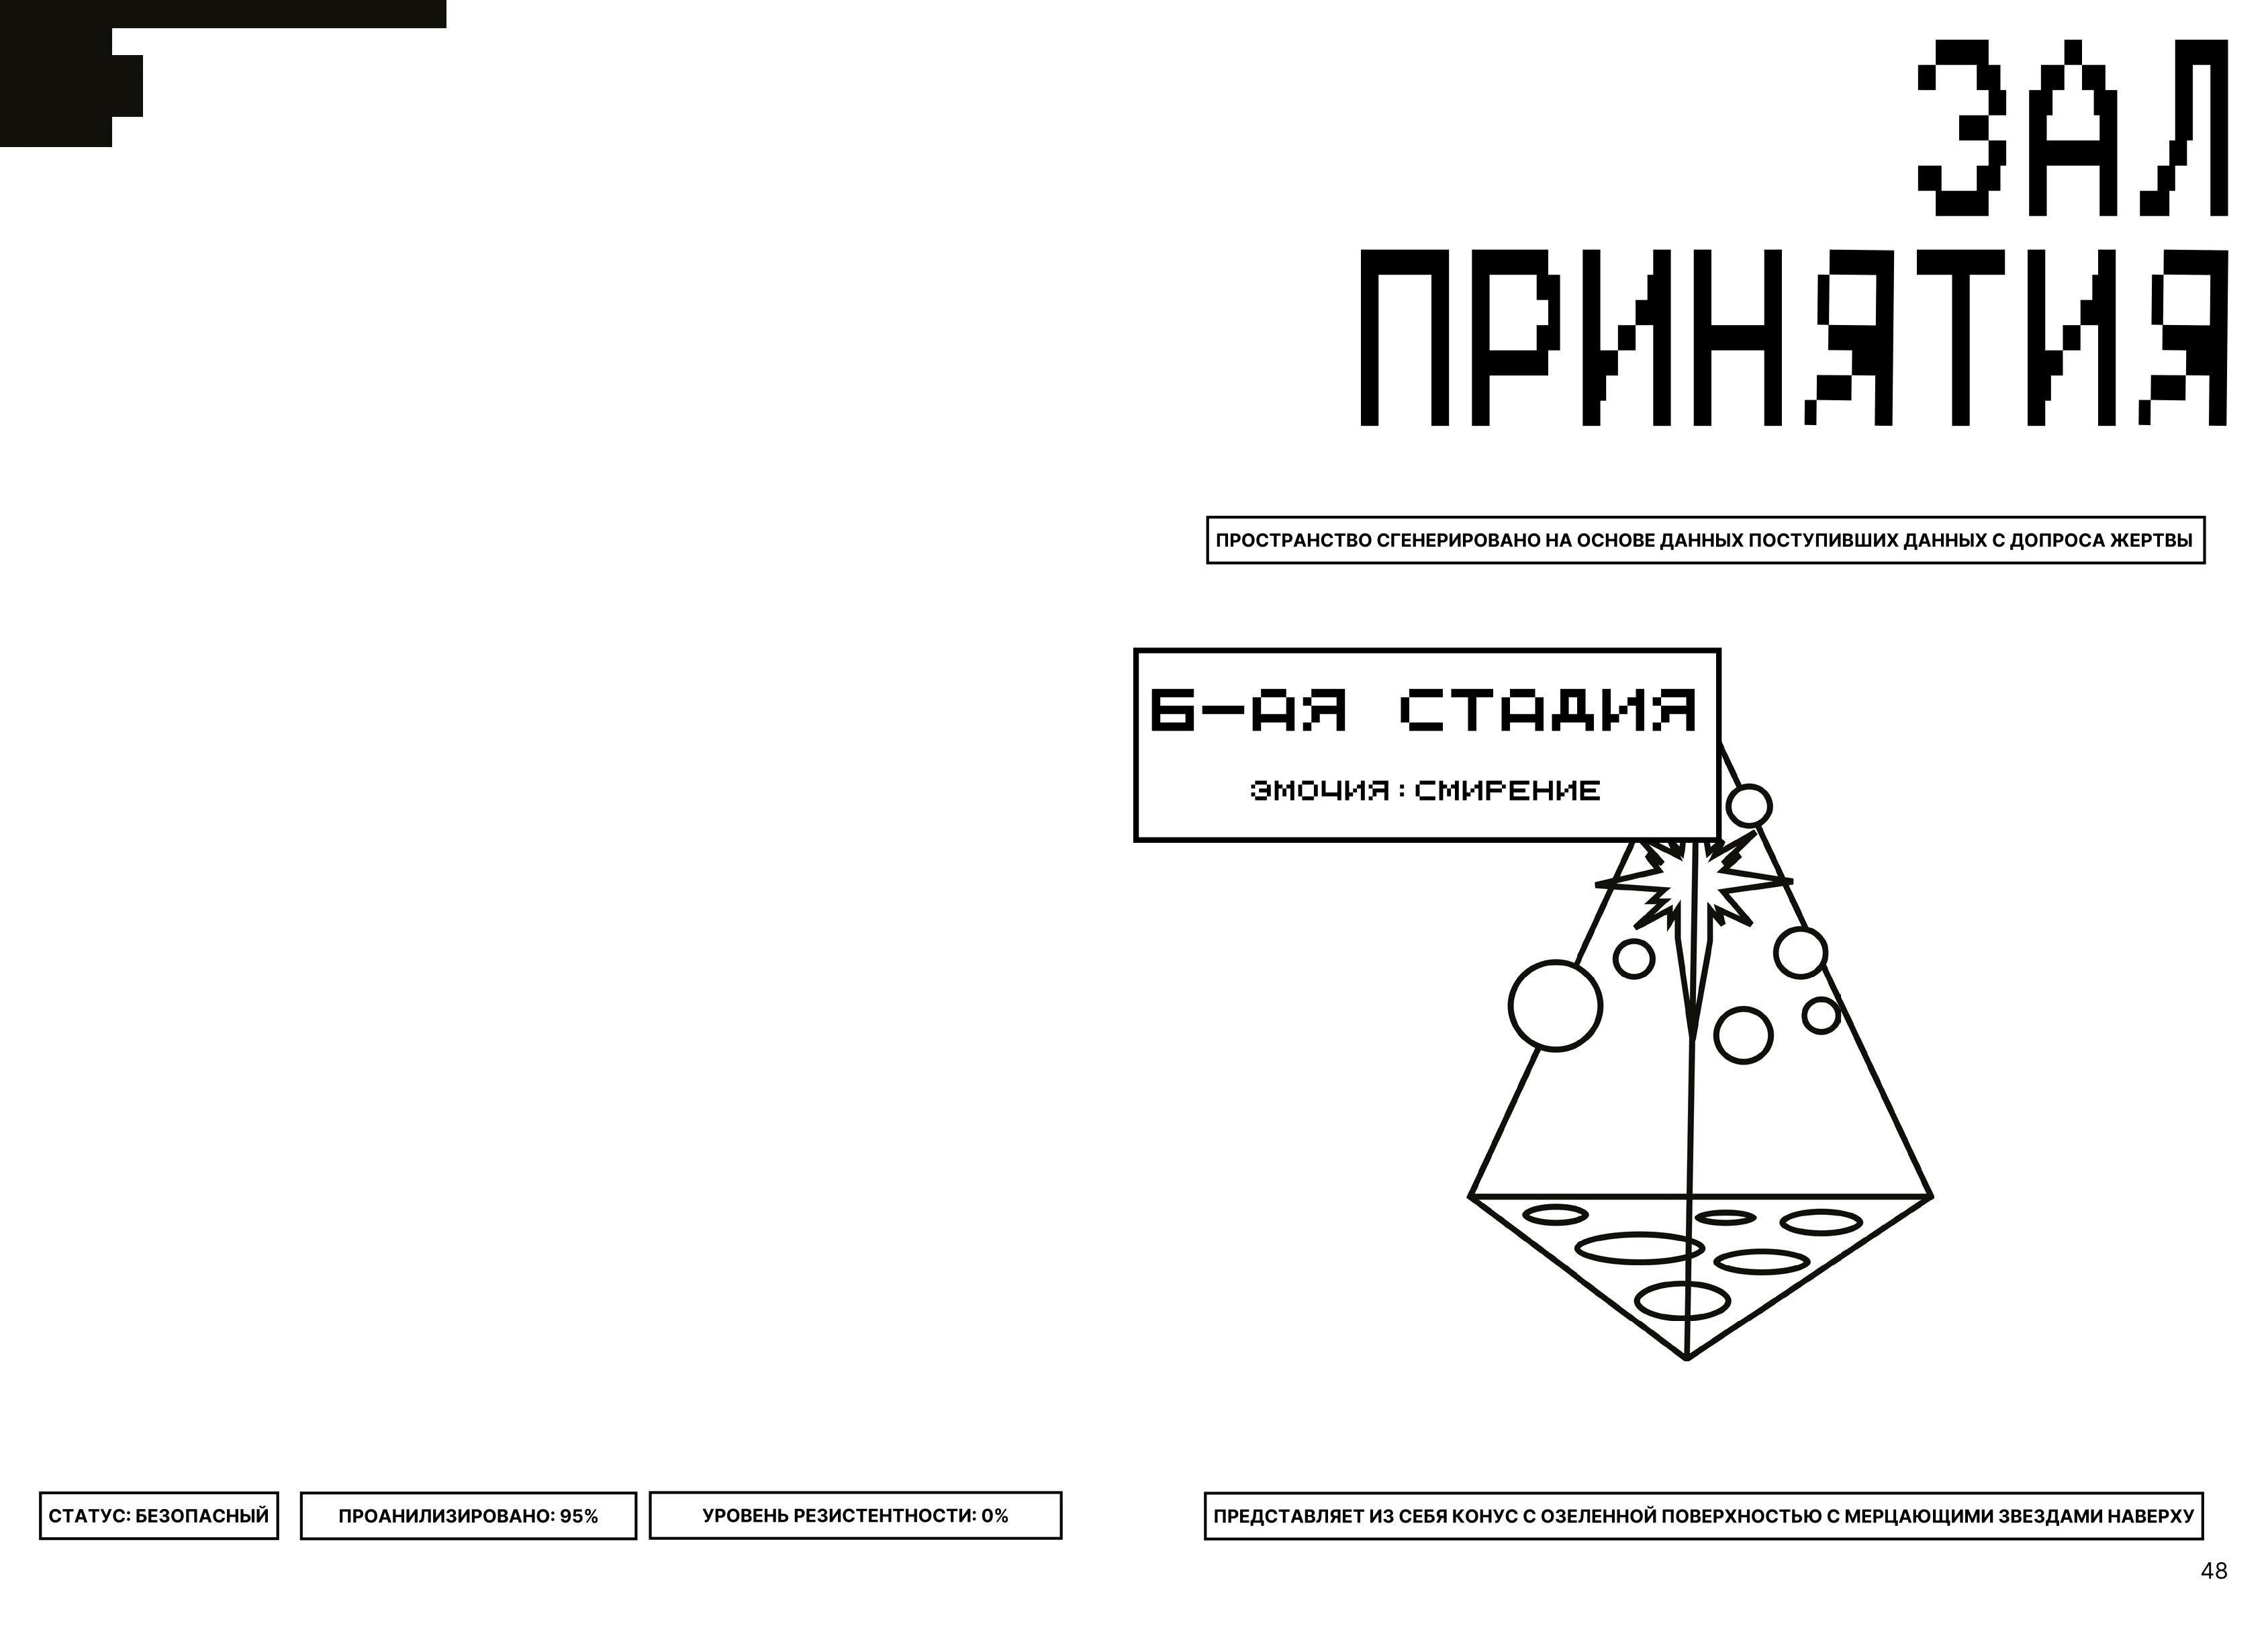 ЗАЛ
ПРИНЯТИЯ
ПРОСТРАНСТВО СГЕНЕРИРОВАНО НА ОСНОВЕ ДАННЫХ ПОСТУПИВШИХ ДАННЫХ С ДОПРОСА ЖЕРТВЫ
6-АЯ СТАДИЯ
ЭМОЦИЯ:СМИРЕНИЕ
СТАТУС: БЕЗОПАСНЫЙ
ПРОАНИЛИЗИРОВАНО: 95%
УРОВЕНЬ РЕЗИСТЕНТНОСТИ: 0%
ПРЕДСТАВЛЯЕТ ИЗ СЕБЯ КОНУС С ОЗЕЛЕННОЙ ПОВЕРХНОСТЬЮ С МЕРЦАЮЩИМИ ЗВЕЗДАМИ НАВЕРХУ
48